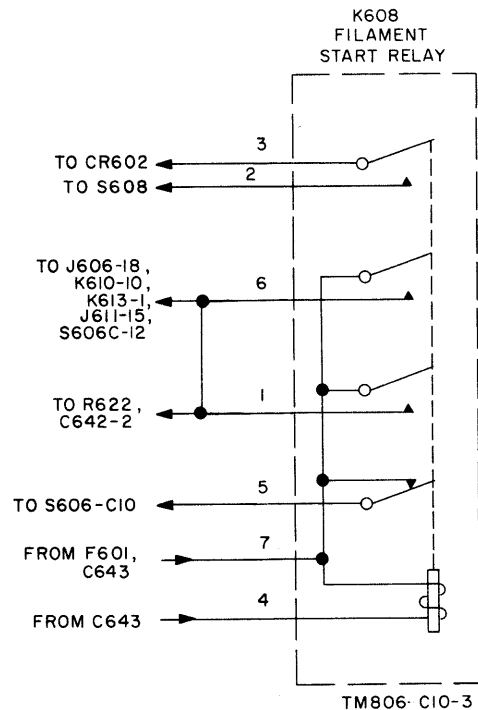 K608
FILAMENT
START RELAY
3
TO CR602
2
TO S608
TO J606-18,
K610-10,
K613-1,
J611-15,
S606C-12
6
1
TO R622,
C642-2
5
TO S606-C10
7
FROM F601,
C643
4
FROM C643
TM806-C10-3